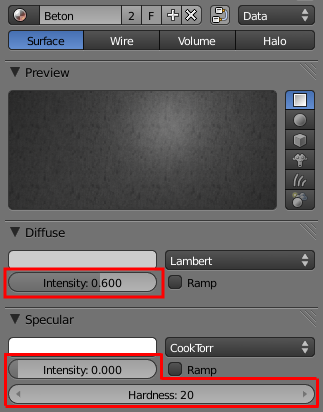 Beton 2 F Data
Surface Wire Volume Halo
Preview
Diffuse
Lambert
Intensity: 0.600 Ramp
Specular
CookTorr
Intensity: 0.000 Ramp
Hardness: 20